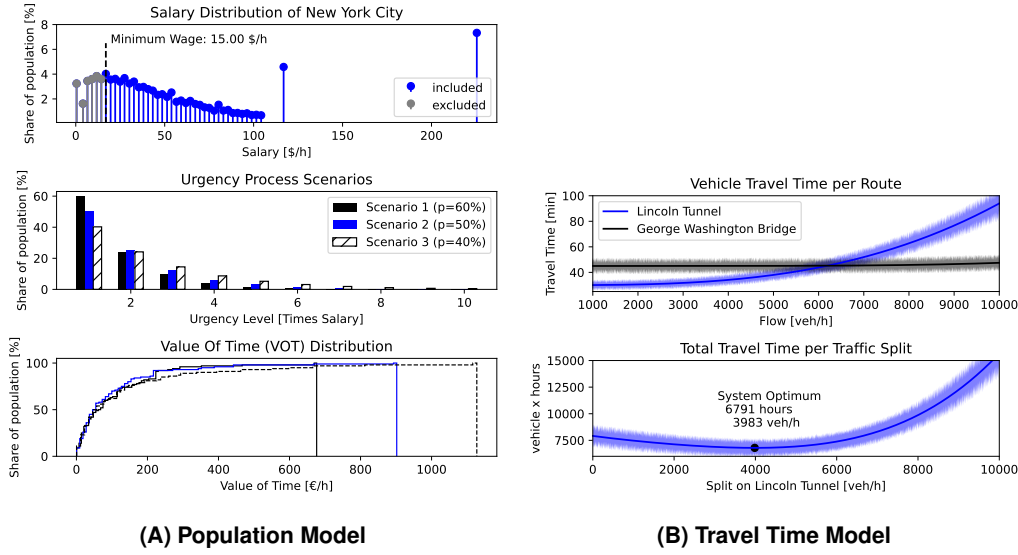 Salary Distribution of New York City
Share of population [%]
8
6
4
2
Minimum Wage: 15.00 $/h
included
excluded
0 50 100 150 200
Salary [$/h]
Urgency Process Scenarios
Share of population [%]
60
40
20
0
Scenario 1 (p=60%)
Scenario 2 (p=50%)
Scenario 3 (p=40%)
2 4 6 8 10
Urgency Level [Times Salary]
Value Of Time (VOT) Distribution
Share of population [%]
100
50
0
0 200 400 600 800 1000
Value of Time [€/h]
(A) Population Model
Vehicle Travel Time per Route
Travel Time [min]
100
80
60
40
Lincoln Tunnel
George Washington Bridge
1000 2000 3000 4000 5000 6000 7000 8000 9000 10000
Flow [veh/h]
Total Travel Time per Traffic Split
vehicle x hours
15000
12500
10000
7500
System Optimum
6791 hours
3983 veh/h
0 2000 4000 6000 8000 10000
Split on Lincoln Tunnel [veh/h]
(B) Travel Time Model